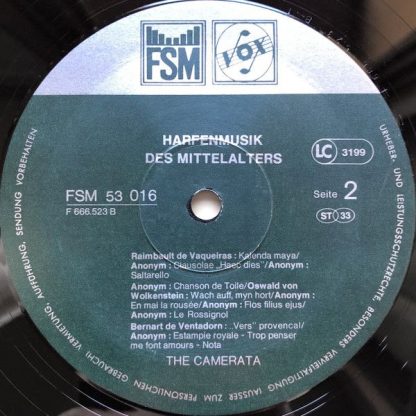 FSM
VOX
HARFENMUSIK
DES MITTELALTERS
LC 3199
FSM 53 016
F 666.523 B
Seite 2
ST 33
Raimbault de Vaqueiras: Kalenda maya/
Anonym: Clausolae „Haec dies"/Anonym:
Saltarello
Anonym: Chanson de Toile/Oswald von
Wolkenstein: Wach auff, myn hort/Anonym:
En mai la rousée/Anonym: Flos filius ejus/
Anonym: Le Rossignol
Bernart de Ventadorn: „Vers" provencal/
Anonym: Estampie royale - Trop penser
me font amours - Nota
THE CAMERATA
URHEBER- UND LEISTUNGSSCHUTZRECHTE, BESONDERS VERVIELFÄLTIGUNG (AUSSER ZUM PERSÖNLICHEN GEBRAUCH) VERMIETUNG, AUFFÜHRUNG, SENDUNG VORBEHALTEN